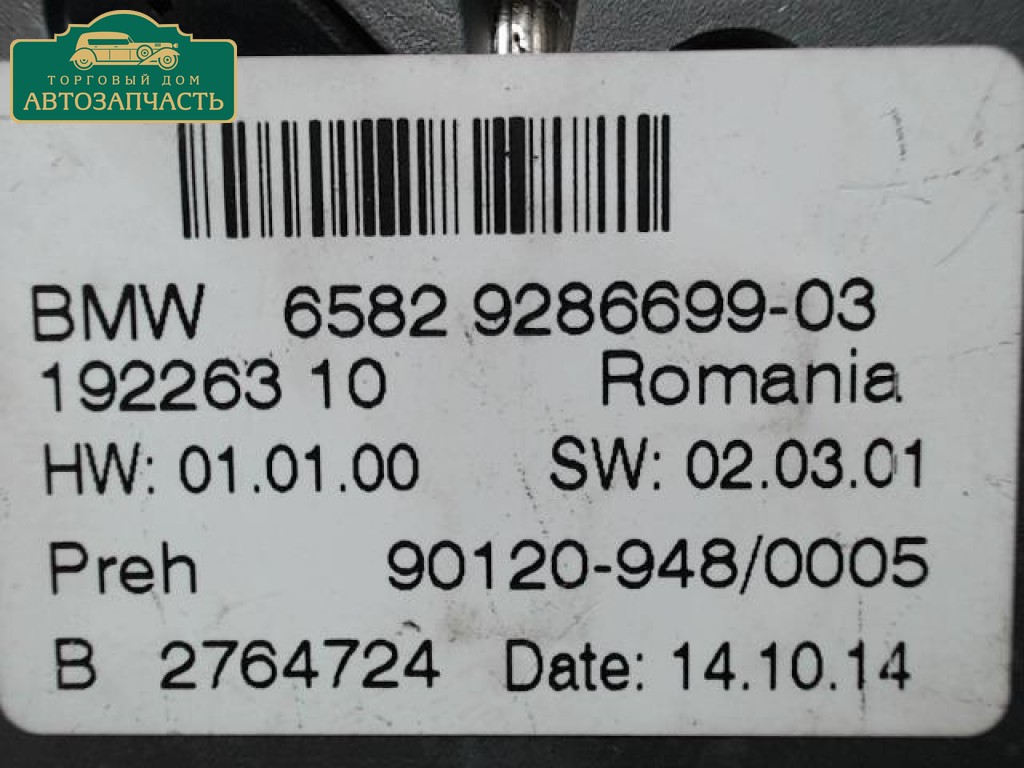 ТОРГОВЫЙ ДОМ
АВТОЗАПЧАСТЬ
BMW 6582 9286699-03
192263 10 Romania
HW: 01.01.00 SW: 02.03.01
Preh 90120-948/0005
B 2764724 Date: 14.10.14